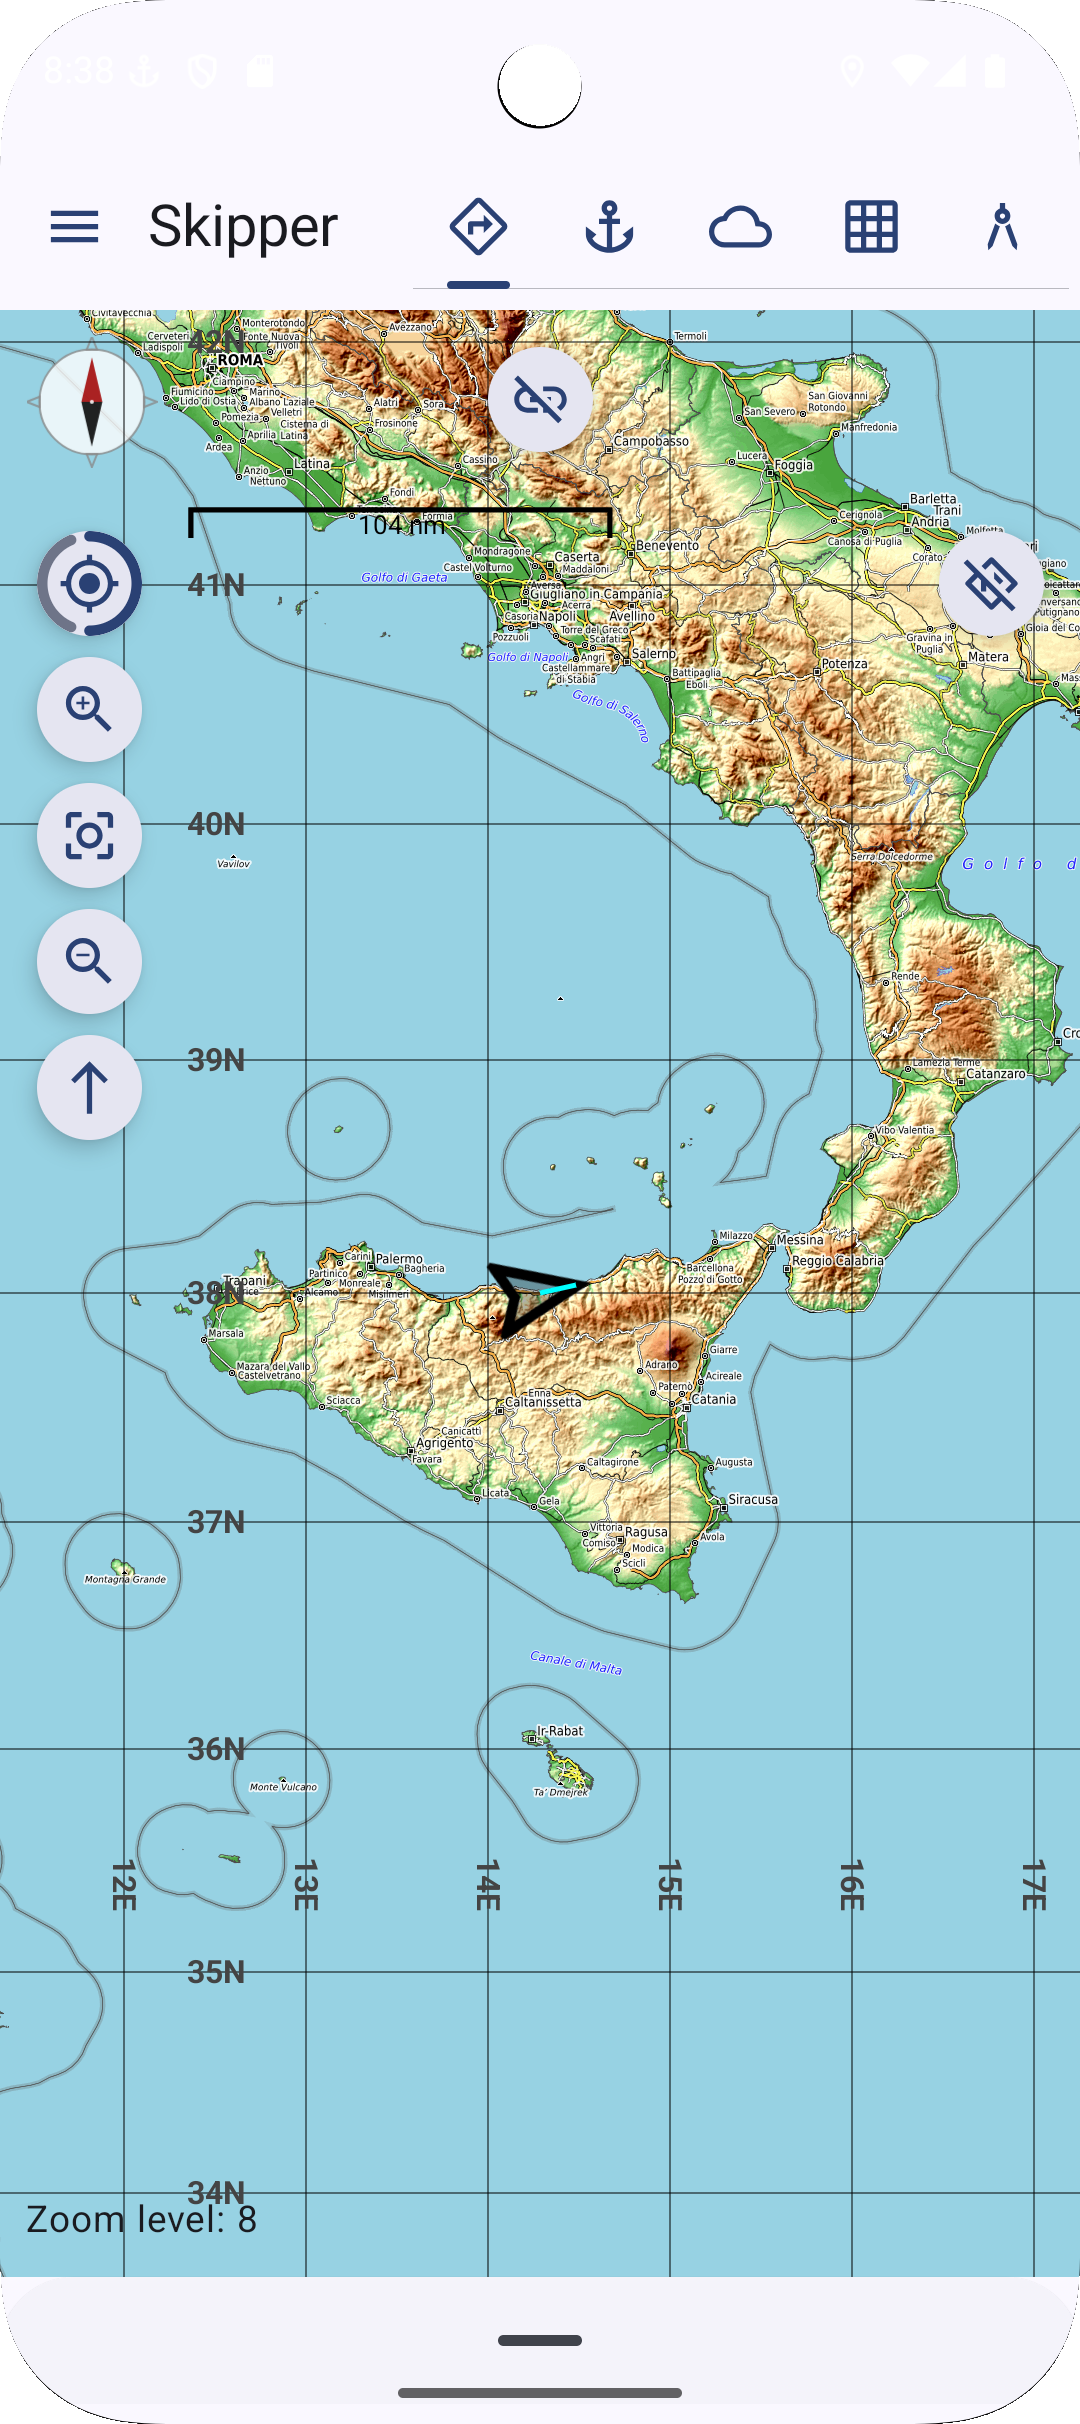 8:38
Skipper
Civitavecchia
Monterotondo
Avezzano
Termoli
Cerveteri
Fonte Nova
42N
Ladispoli
Tivoli
ROMA
Ciampino
Fiumicino
Marino
Lido di Ostia
Albano Laziale
Alatri
Sora
San Giovanni
Rotondo
San Severo
Pomezia
Velletri
Cisterna di
Latina
Frosinone
Manfredonia
Ardea
Aprilia
Campobasso
Lucera
Foggia
Cassino
Latina
Anzio
Nettuno
Fondi
Barletta
Trani
Andria
Formia
104 nm
Cerignola
Canosa di Puglia
Molfetta
Corato
Mondragone
Caserta
Benevento
Castel Volturno
Maddaloni
Golfo di Gaeta
41N
Aversa
Giugliano in Campania
Acerra
Casoria
Napoli
Avellino
Pozzuoli
Torre del Greco
Scafati
Gravina in
Puglia
Gioia del Co
Golfo di Napoli
Angri
Salerno
Castellammare
di Stabia
Battipaglia
Eboli
Potenza
Matera
Mass
Golfo di Salerno
40N
Vavilov
Serra Dolcedorme
Golfo d
Rende
39N
Cro
Lamezia Terme
Catanzaro
Vibo Valentia
Milazzo
Messina
Carini
Palermo
Reggio Calabria
Partinico
Bagheria
Barcellona
Pozzo di Gotto
Trapani
Monreale
38N
Alcamo
Misilmeri
Marsala
Giarre
Mazara del Vallo
Adrano
Castelvetrano
Acireale
Paternò
Enna
Sciacca
Caltanissetta
Catania
Canicattì
Agrigento
Favara
Caltagirone
Augusta
Licata
Gela
Siracusa
37N
Vittoria
Ragusa
Comiso
Modica
Avola
Scicli
Montagna Grande
Canale di Malta
Ir-Rabat
36N
Monte Vulcano
Ta' Dmejrek
12E
13E
14E
15E
16E
17E
35N
34N
Zoom level: 8